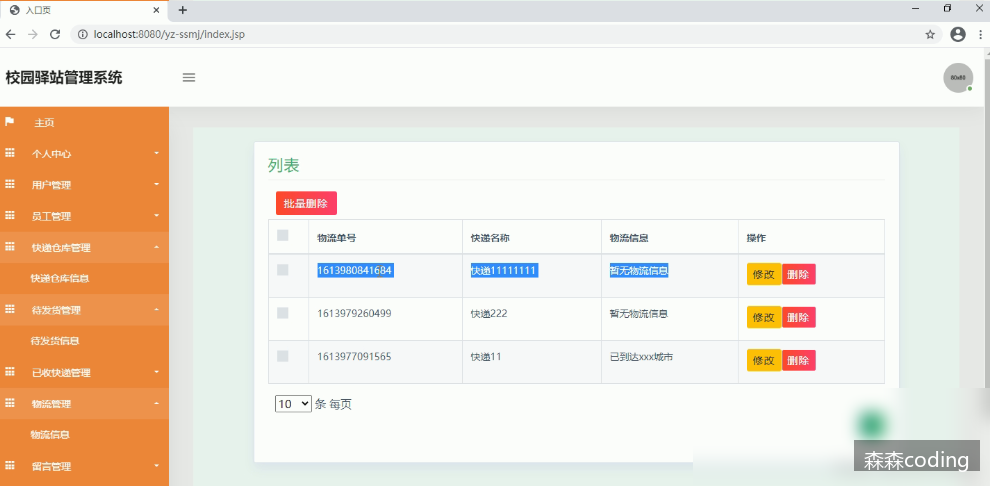 入口页
localhost:8080/yz-ssmj/index.jsp
校园驿站管理系统
80x80
主页
个人中心
用户管理
员工管理
快递仓库管理
快递仓库信息
待发货管理
待发货信息
已收快递管理
物流管理
物流信息
留言管理
列表
批量删除
物流单号 快递名称 物流信息 操作
1613980841684 快递11111111 暂无物流信息 修改 删除
1613979260499 快递222 暂无物流信息 修改 删除
1613977091565 快递11 已到达xxx城市 修改 删除
10 条 每页
森森coding